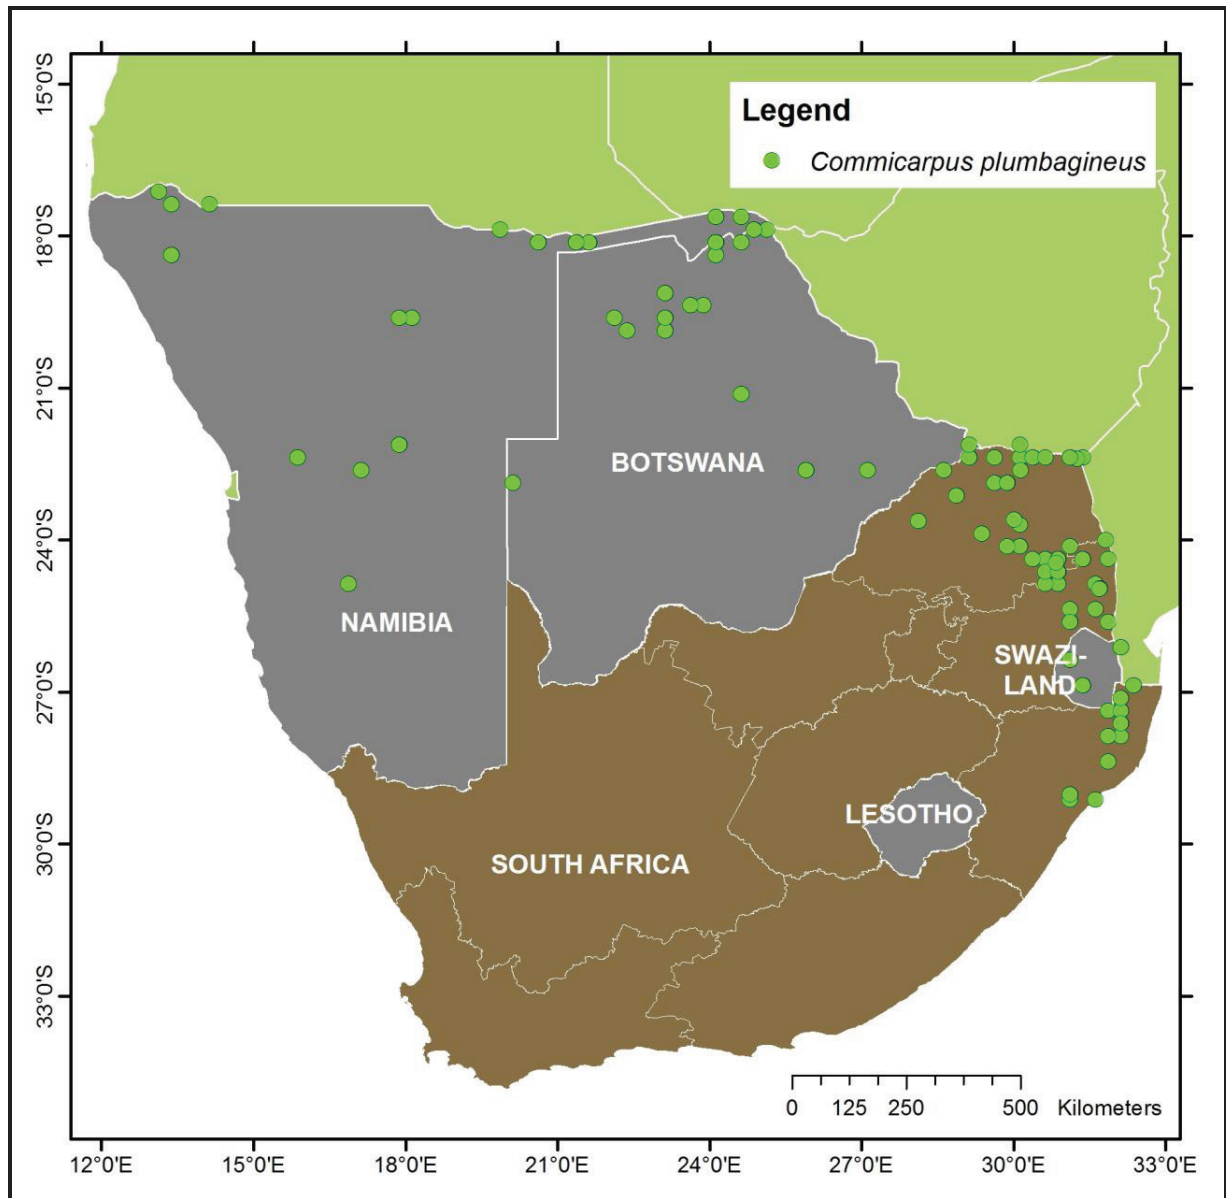 Legend
Commicarpus plumbagineus
15°0'S
18°0'S
21°0'S
24°0'S
27°0'S
30°0'S
33°0'S
BOTSWANA
NAMIBIA
SWAZI-
LAND
LESOTHO
SOUTH AFRICA
0 125 250 500 Kilometers
12°0'E 15°0'E 18°0'E 21°0'E 24°0'E 27°0'E 30°0'E 33°0'E